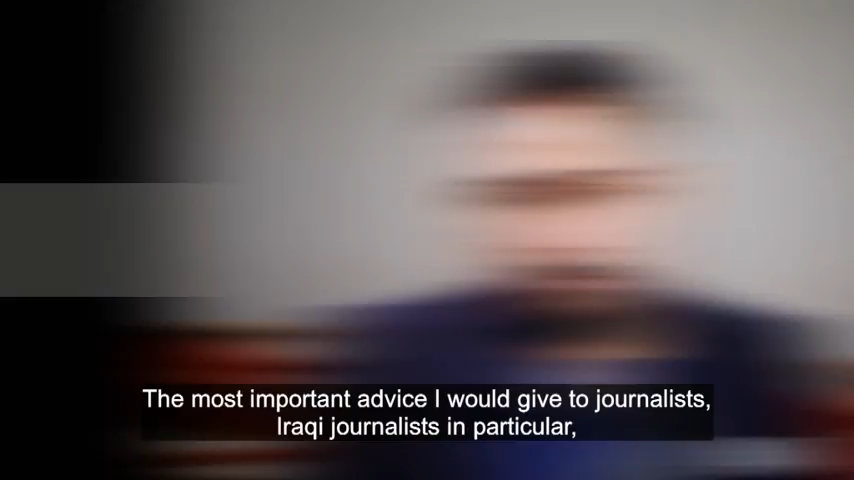 The most important advice I would give to journalists,
Iraqi journalists in particular,